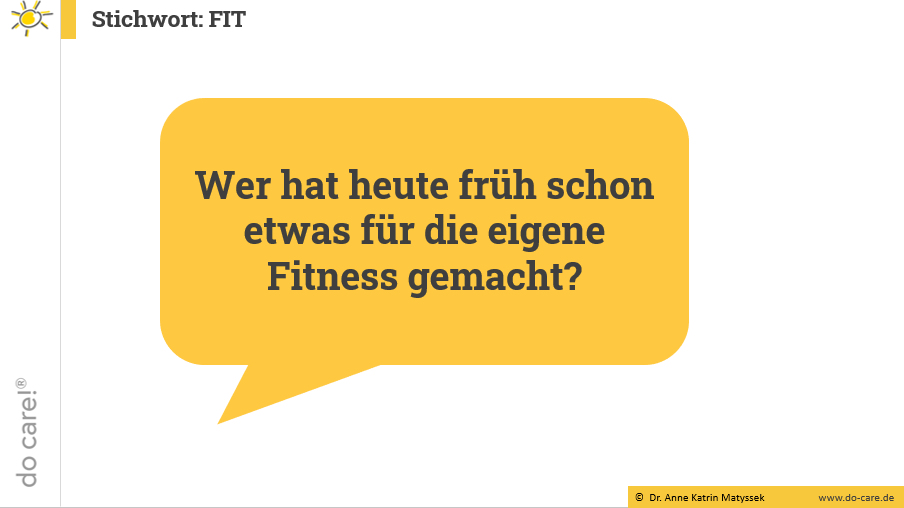 Stichwort: FIT
Wer hat heute früh schon
etwas für die eigene
Fitness gemacht?
do care!®
© Dr. Anne Katrin Matyssek
www.do-care.de